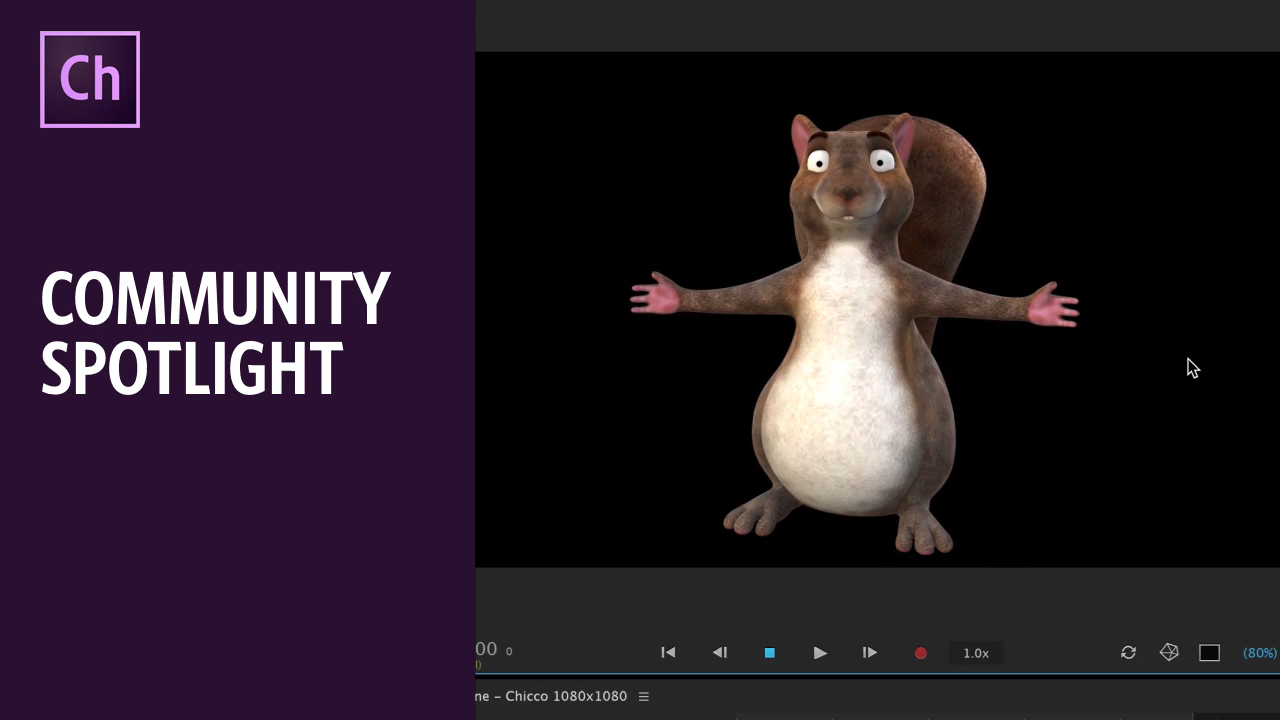 Ch
COMMUNITY
SPOTLIGHT
00 0
)
1.0x
(80%)
ne – Chicco 1080x1080